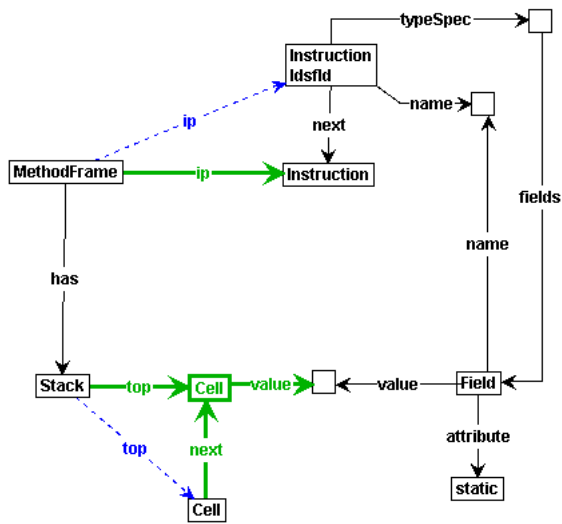 typeSpec
Instruction
ldsfld
name
next
ip
MethodFrame
ip
Instruction
fields
name
has
Stack
top
Cell
value
value
Field
top
next
attribute
Cell
static